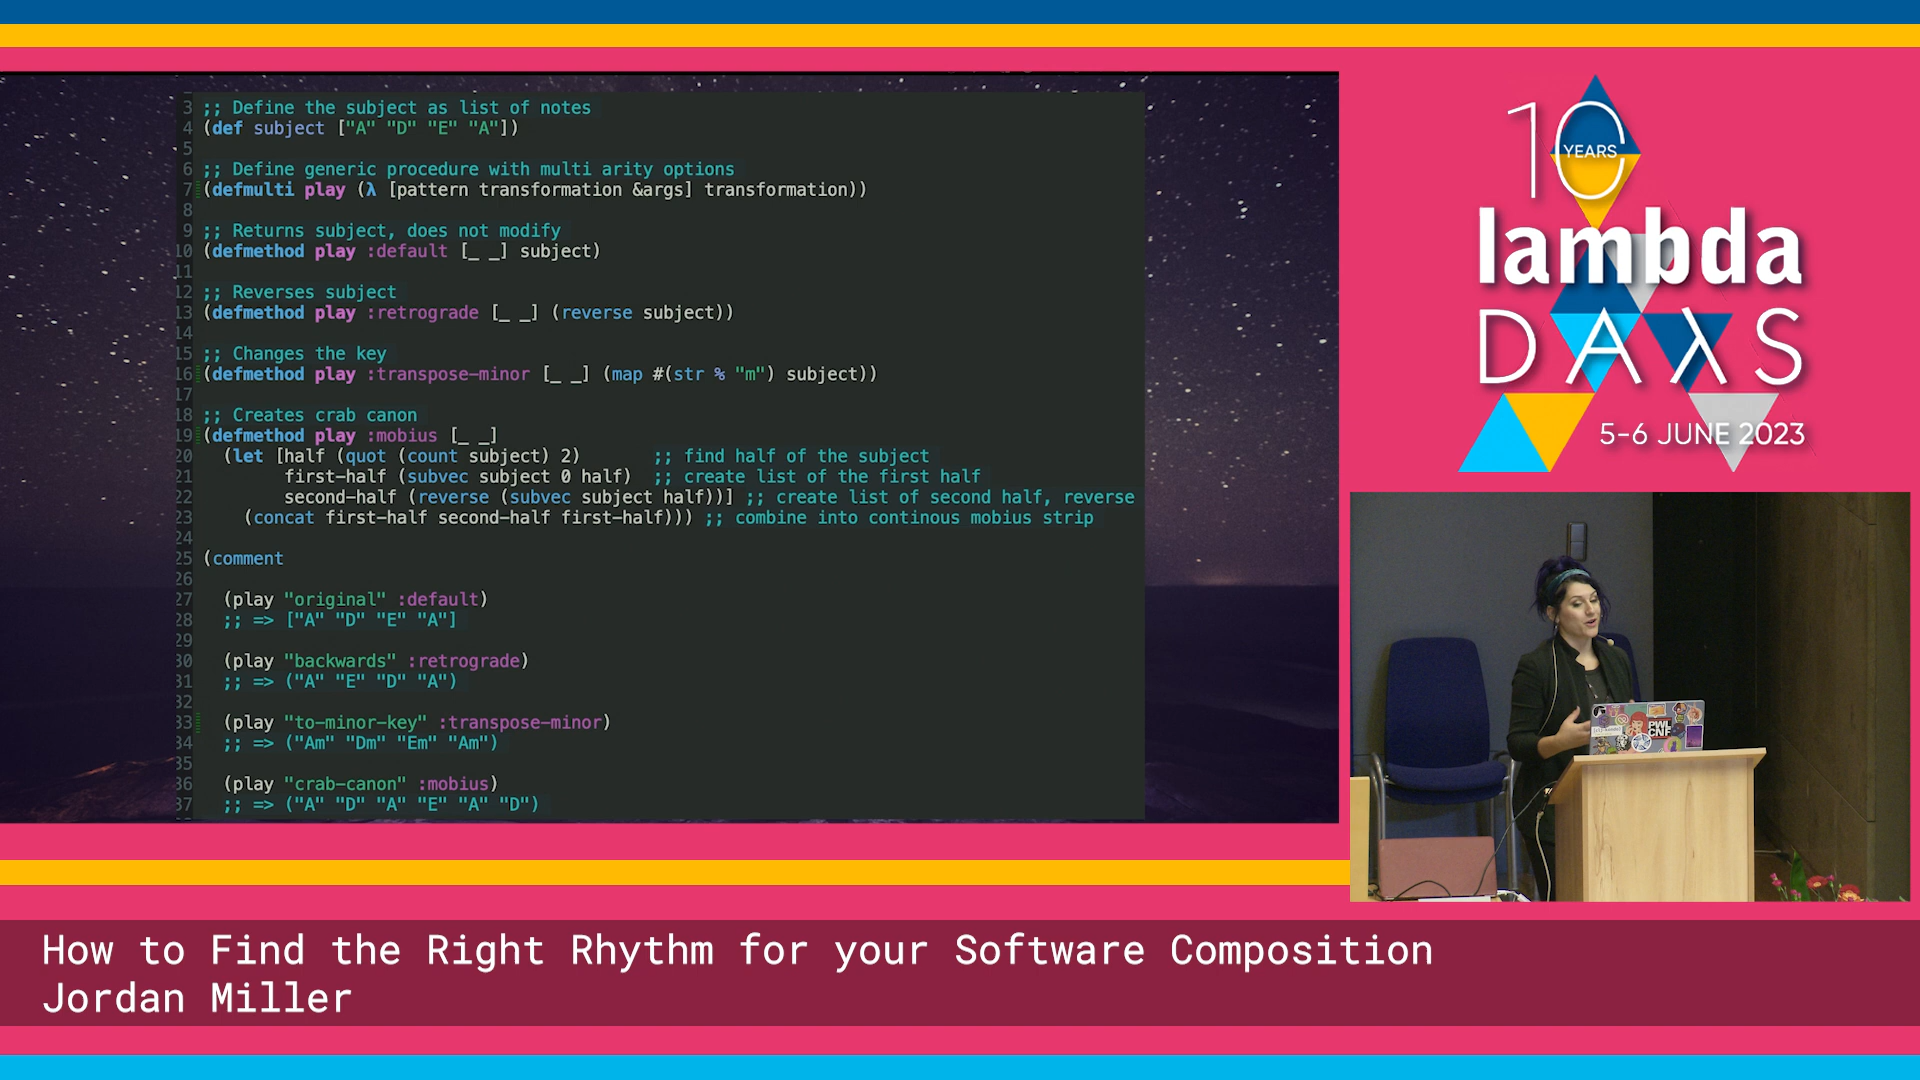 3 ;; Define the subject as list of notes
4 (def subject ["A" "D" "E" "A"])
5
6 ;; Define generic procedure with multi arity options
7 (defmulti play (λ [pattern transformation &args] transformation))
8
9 ;; Returns subject, does not modify
10 (defmethod play :default [_ _] subject)
11
12 ;; Reverses subject
13 (defmethod play :retrograde [_ _] (reverse subject))
14
15 ;; Changes the key
16 (defmethod play :transpose-minor [_ _] (map #(str % "m") subject))
17
18 ;; Creates crab canon
19 (defmethod play :mobius [_ _]
20 (let [half (quot (count subject) 2) ;; find half of the subject
21 first-half (subvec subject 0 half) ;; create list of the first half
22 second-half (reverse (subvec subject half))] ;; create list of second half, reverse
23 (concat first-half second-half first-half))) ;; combine into continous mobius strip
24
25 (comment
26
27 (play "original" :default)
28 ;; => ["A" "D" "E" "A"]
29
30 (play "backwards" :retrograde)
31 ;; => ("A" "E" "D" "A")
32
33 (play "to-minor-key" :transpose-minor)
34 ;; => ("Am" "Dm" "Em" "Am")
35
36 (play "crab-canon" :mobius)
37 ;; => ("A" "D" "A" "E" "A" "D")
10
YEARS
lambda
DAλS
5-6 JUNE 2023
PWL
CNF
How to Find the Right Rhythm for your Software Composition
Jordan Miller